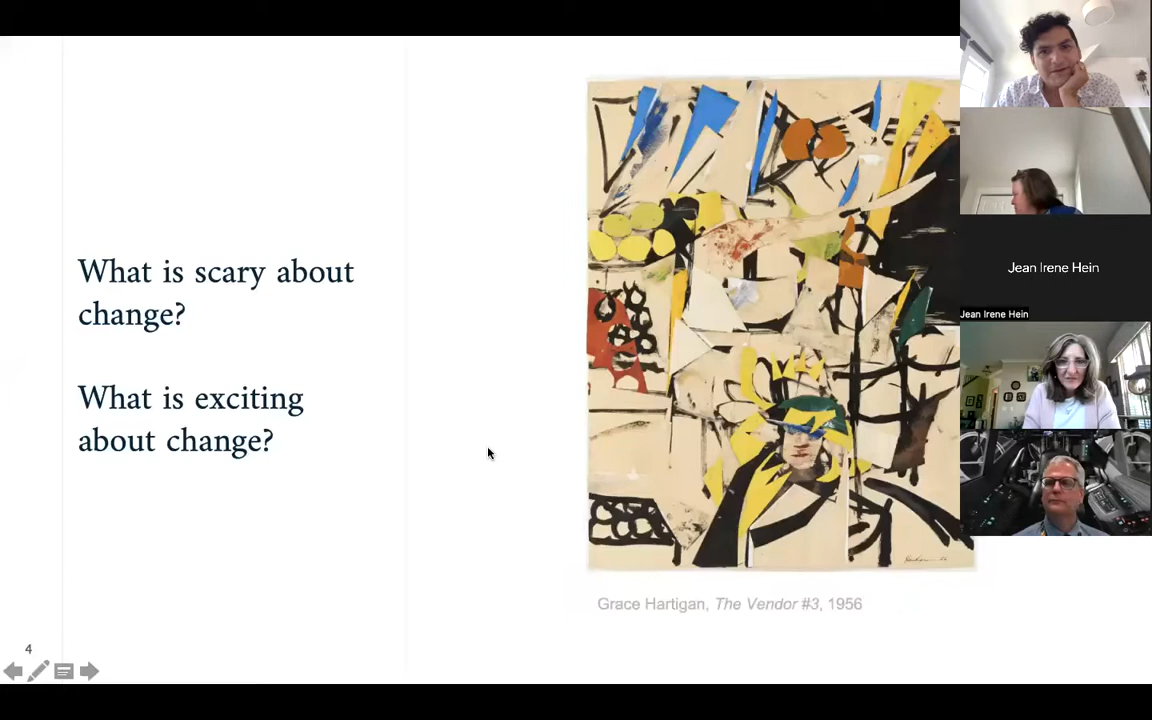 What is scary about
change?
What is exciting
about change?
Grace Hartigan, The Vendor #3, 1956
4
Jean Irene Hein
Jean Irene Hein